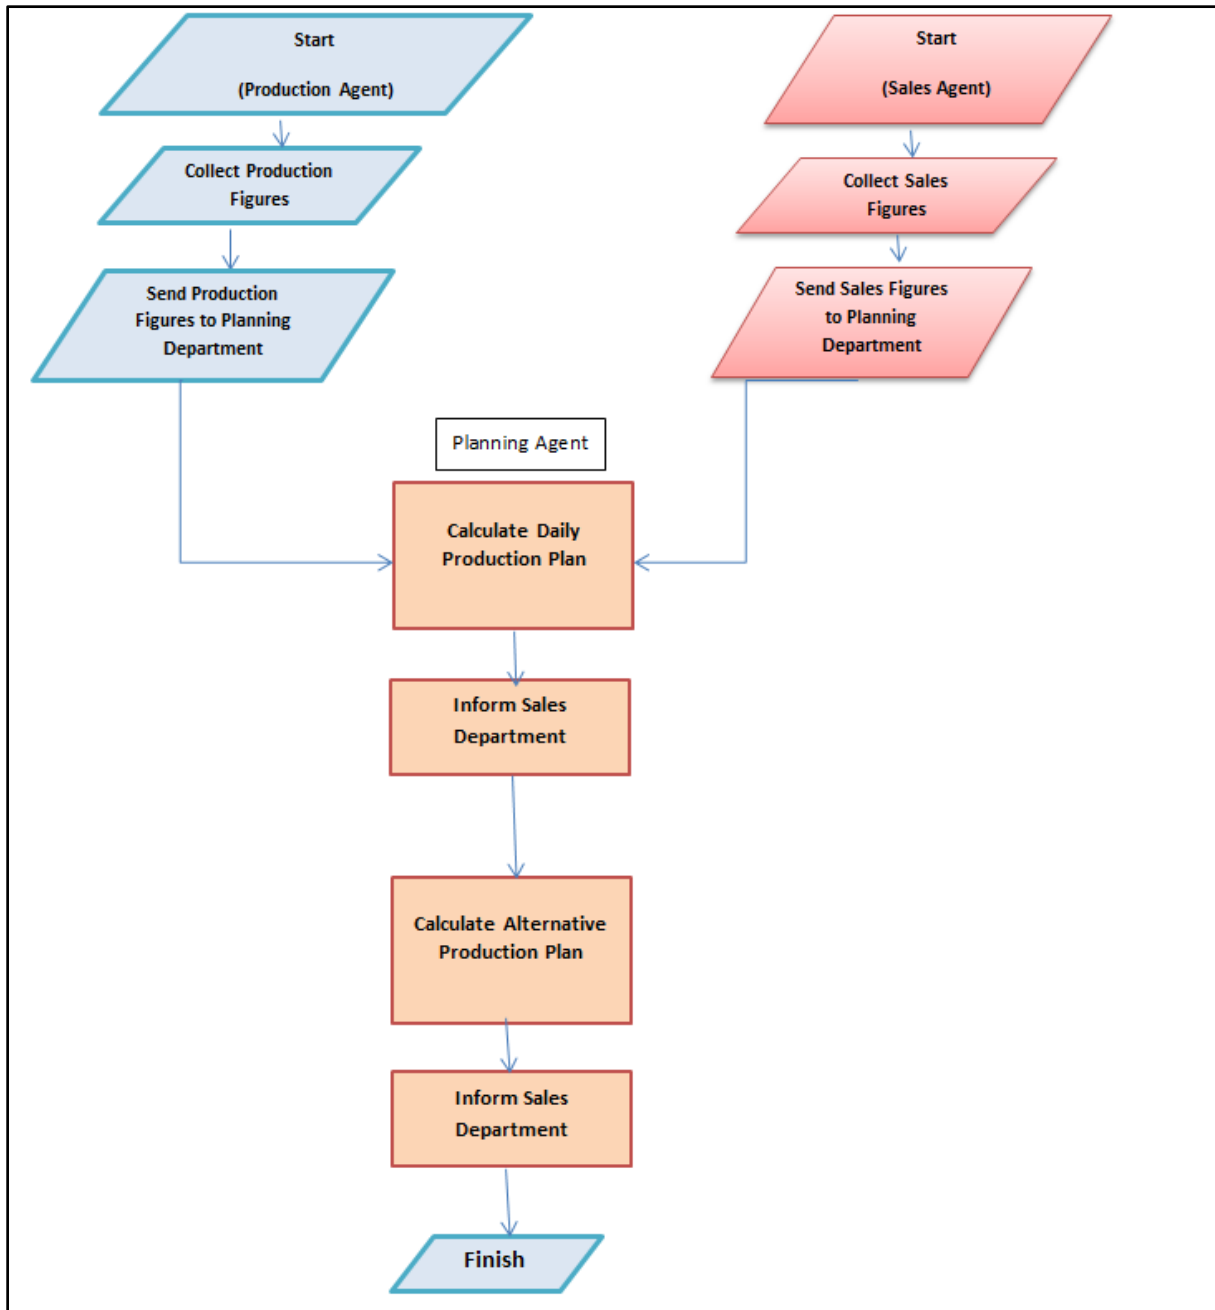 Start
(Production Agent)
Collect Production
Figures
Send Production
Figures to Planning
Department
Start
(Sales Agent)
Collect Sales
Figures
Send Sales Figures
to Planning
Department
Planning Agent
Calculate Daily
Production Plan
Inform Sales
Department
Calculate Alternative
Production Plan
Inform Sales
Department
Finish